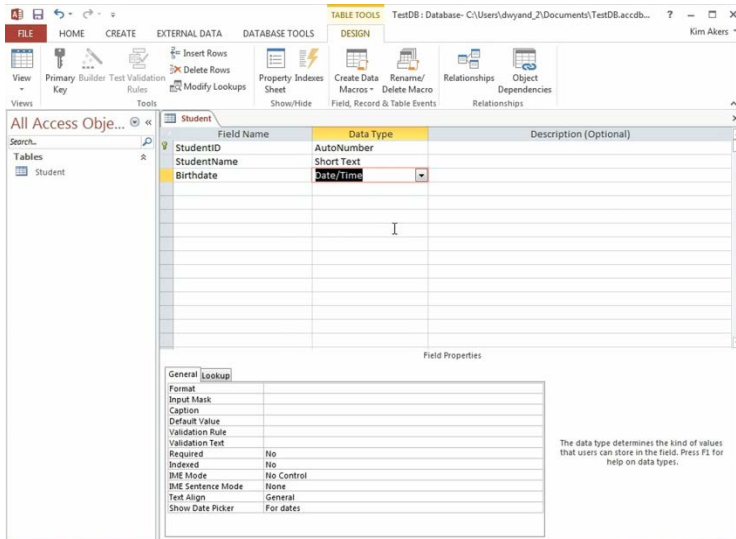 TABLE TOOLS TestDB : Database- C:\Users\dwyand_2\Documents\TestDB.accdb...
FILE HOME CREATE EXTERNAL DATA DATABASE TOOLS DESIGN Kim Akers
View
Primary Key
Builder
Test Validation Rules
Insert Rows
Delete Rows
Modify Lookups
Property Sheet
Indexes
Create Data Macros
Rename/ Delete Macro
Relationships
Object Dependencies
Views Tools Show/Hide Field, Record & Table Events Relationships
All Access Obje...
Search...
Tables
Student
Student
Field Name Data Type Description (Optional)
StudentID AutoNumber
StudentName Short Text
Birthdate Date/Time
Field Properties
General Lookup
Format
Input Mask
Caption
Default Value
Validation Rule
Validation Text
Required No
Indexed No
IME Mode No Control
IME Sentence Mode None
Text Align General
Show Date Picker For dates
The data type determines the kind of values
that users can store in the field. Press F1 for
help on data types.